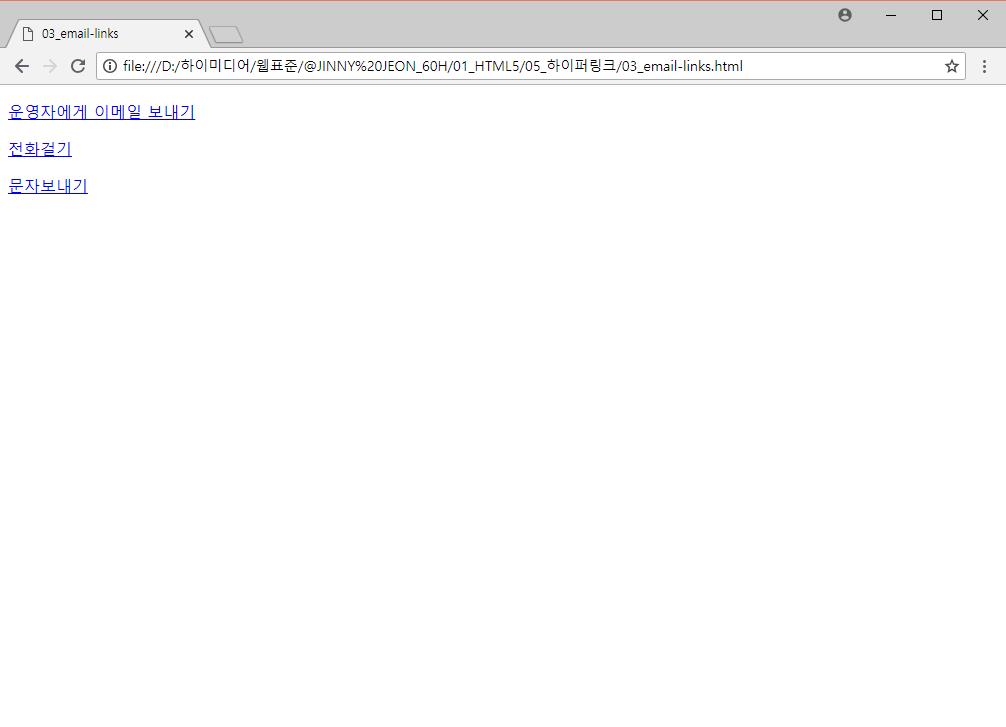 03_email-links
file:///D:/하이미디어/웹표준/@JINNY%20JEON_60H/01_HTML5/05_하이퍼링크/03_email-links.html
운영자에게 이메일 보내기
전화걸기
문자보내기